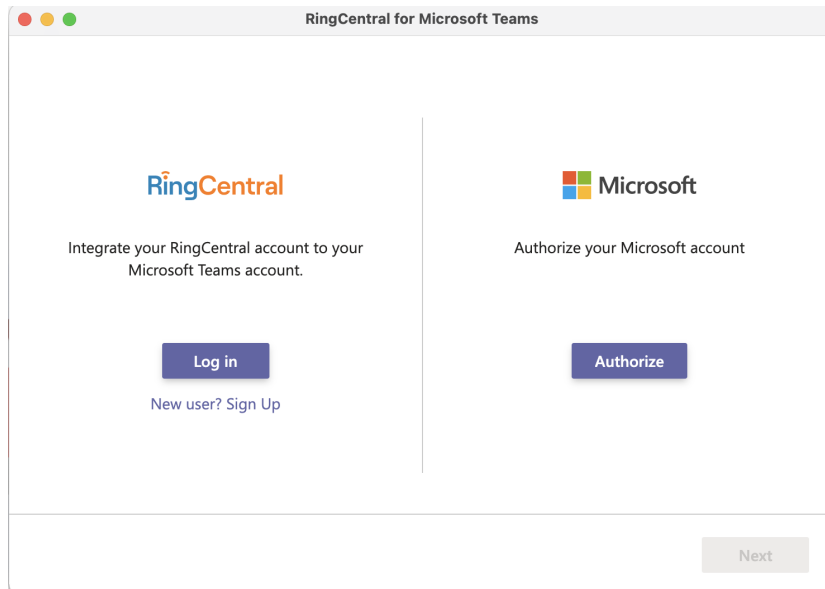 RingCentral for Microsoft Teams
RingCentral
Integrate your RingCentral account to your
Microsoft Teams account.
Log in
New user? Sign Up
Microsoft
Authorize your Microsoft account
Authorize
Next